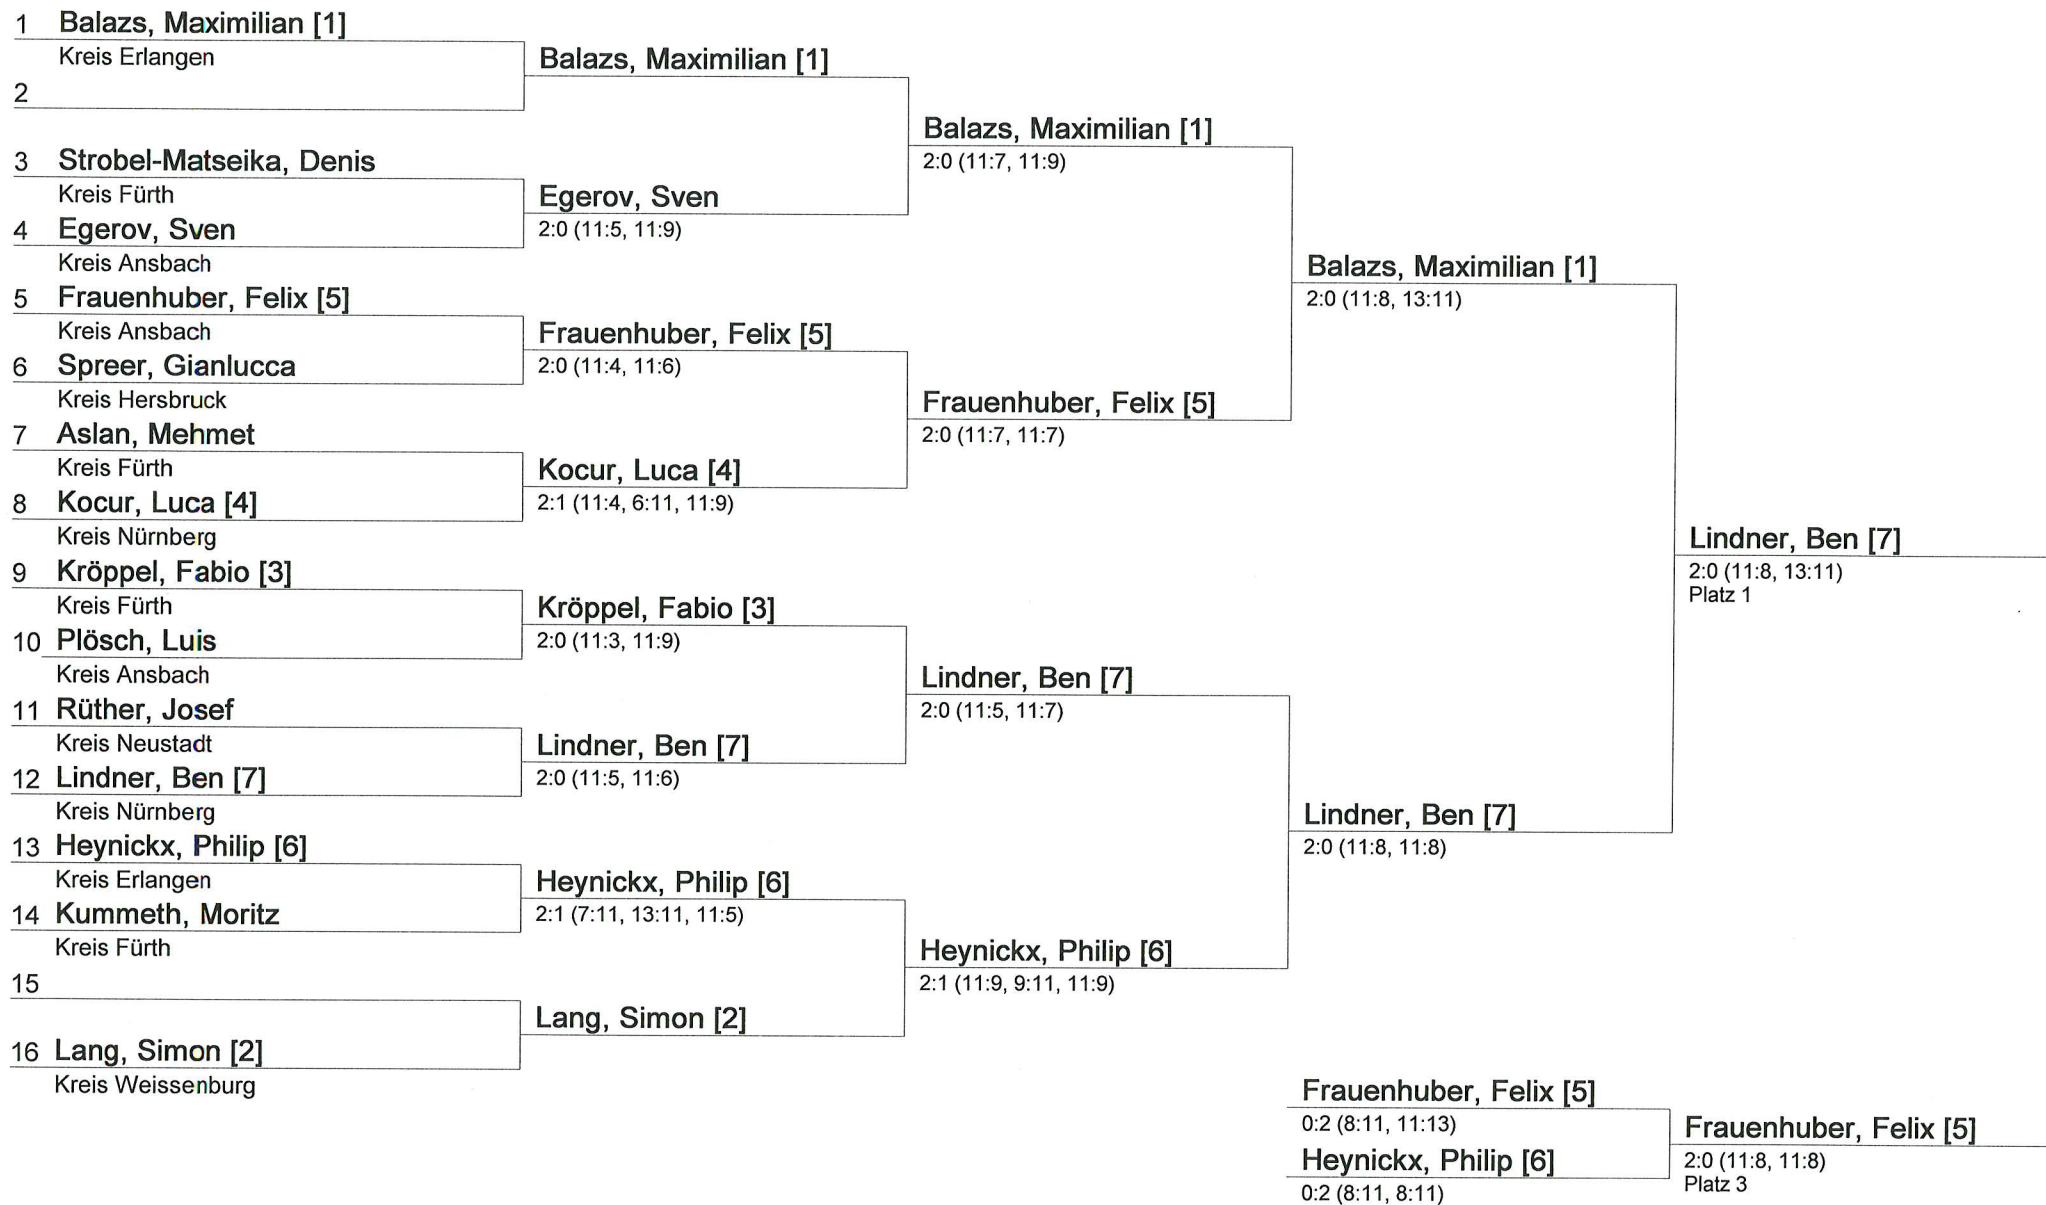 1 Balazs, Maximilian [1]
Kreis Erlangen
2
3 Strobel-Matseika, Denis
Kreis Fürth
4 Egerov, Sven
Kreis Ansbach
5 Frauenhuber, Felix [5]
Kreis Ansbach
6 Spreer, Gianlucca
Kreis Hersbruck
7 Aslan, Mehmet
Kreis Fürth
8 Kocur, Luca [4]
Kreis Nürnberg
9 Kröppel, Fabio [3]
Kreis Fürth
10 Plösch, Luis
Kreis Ansbach
11 Rüther, Josef
Kreis Neustadt
12 Lindner, Ben [7]
Kreis Nürnberg
13 Heynickx, Philip [6]
Kreis Erlangen
14 Kummeth, Moritz
Kreis Fürth
15
16 Lang, Simon [2]
Kreis Weissenburg
Balazs, Maximilian [1]
Egerov, Sven
2:0 (11:5, 11:9)
Frauenhuber, Felix [5]
2:0 (11:4, 11:6)
Kocur, Luca [4]
2:1 (11:4, 6:11, 11:9)
Kröppel, Fabio [3]
2:0 (11:3, 11:9)
Lindner, Ben [7]
2:0 (11:5, 11:6)
Heynickx, Philip [6]
2:1 (7:11, 13:11, 11:5)
Lang, Simon [2]
Balazs, Maximilian [1]
2:0 (11:7, 11:9)
Frauenhuber, Felix [5]
2:0 (11:7, 11:7)
Lindner, Ben [7]
2:0 (11:5, 11:7)
Heynickx, Philip [6]
2:1 (11:9, 9:11, 11:9)
Balazs, Maximilian [1]
2:0 (11:8, 13:11)
Lindner, Ben [7]
2:0 (11:8, 11:8)
Lindner, Ben [7]
2:0 (11:8, 13:11)
Platz 1
Frauenhuber, Felix [5]
0:2 (8:11, 11:13)
Heynickx, Philip [6]
0:2 (8:11, 8:11)
Frauenhuber, Felix [5]
2:0 (11:8, 11:8)
Platz 3